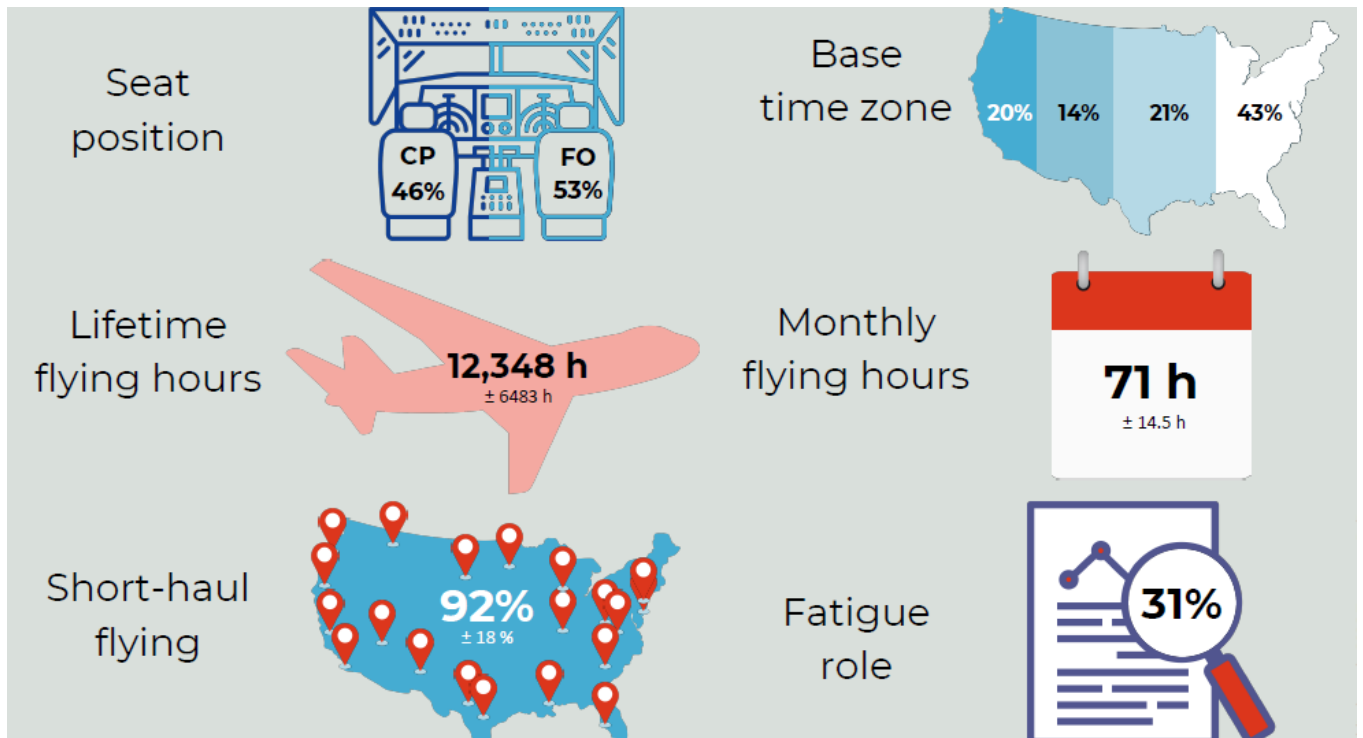 Seat
position
CP
46%
FO
53%
Base
time zone
20%
14%
21%
43%
Lifetime
flying hours
12,348 h
± 6483 h
Monthly
flying hours
71 h
± 14.5 h
Short-haul
flying
92%
± 18 %
Fatigue
role
31%